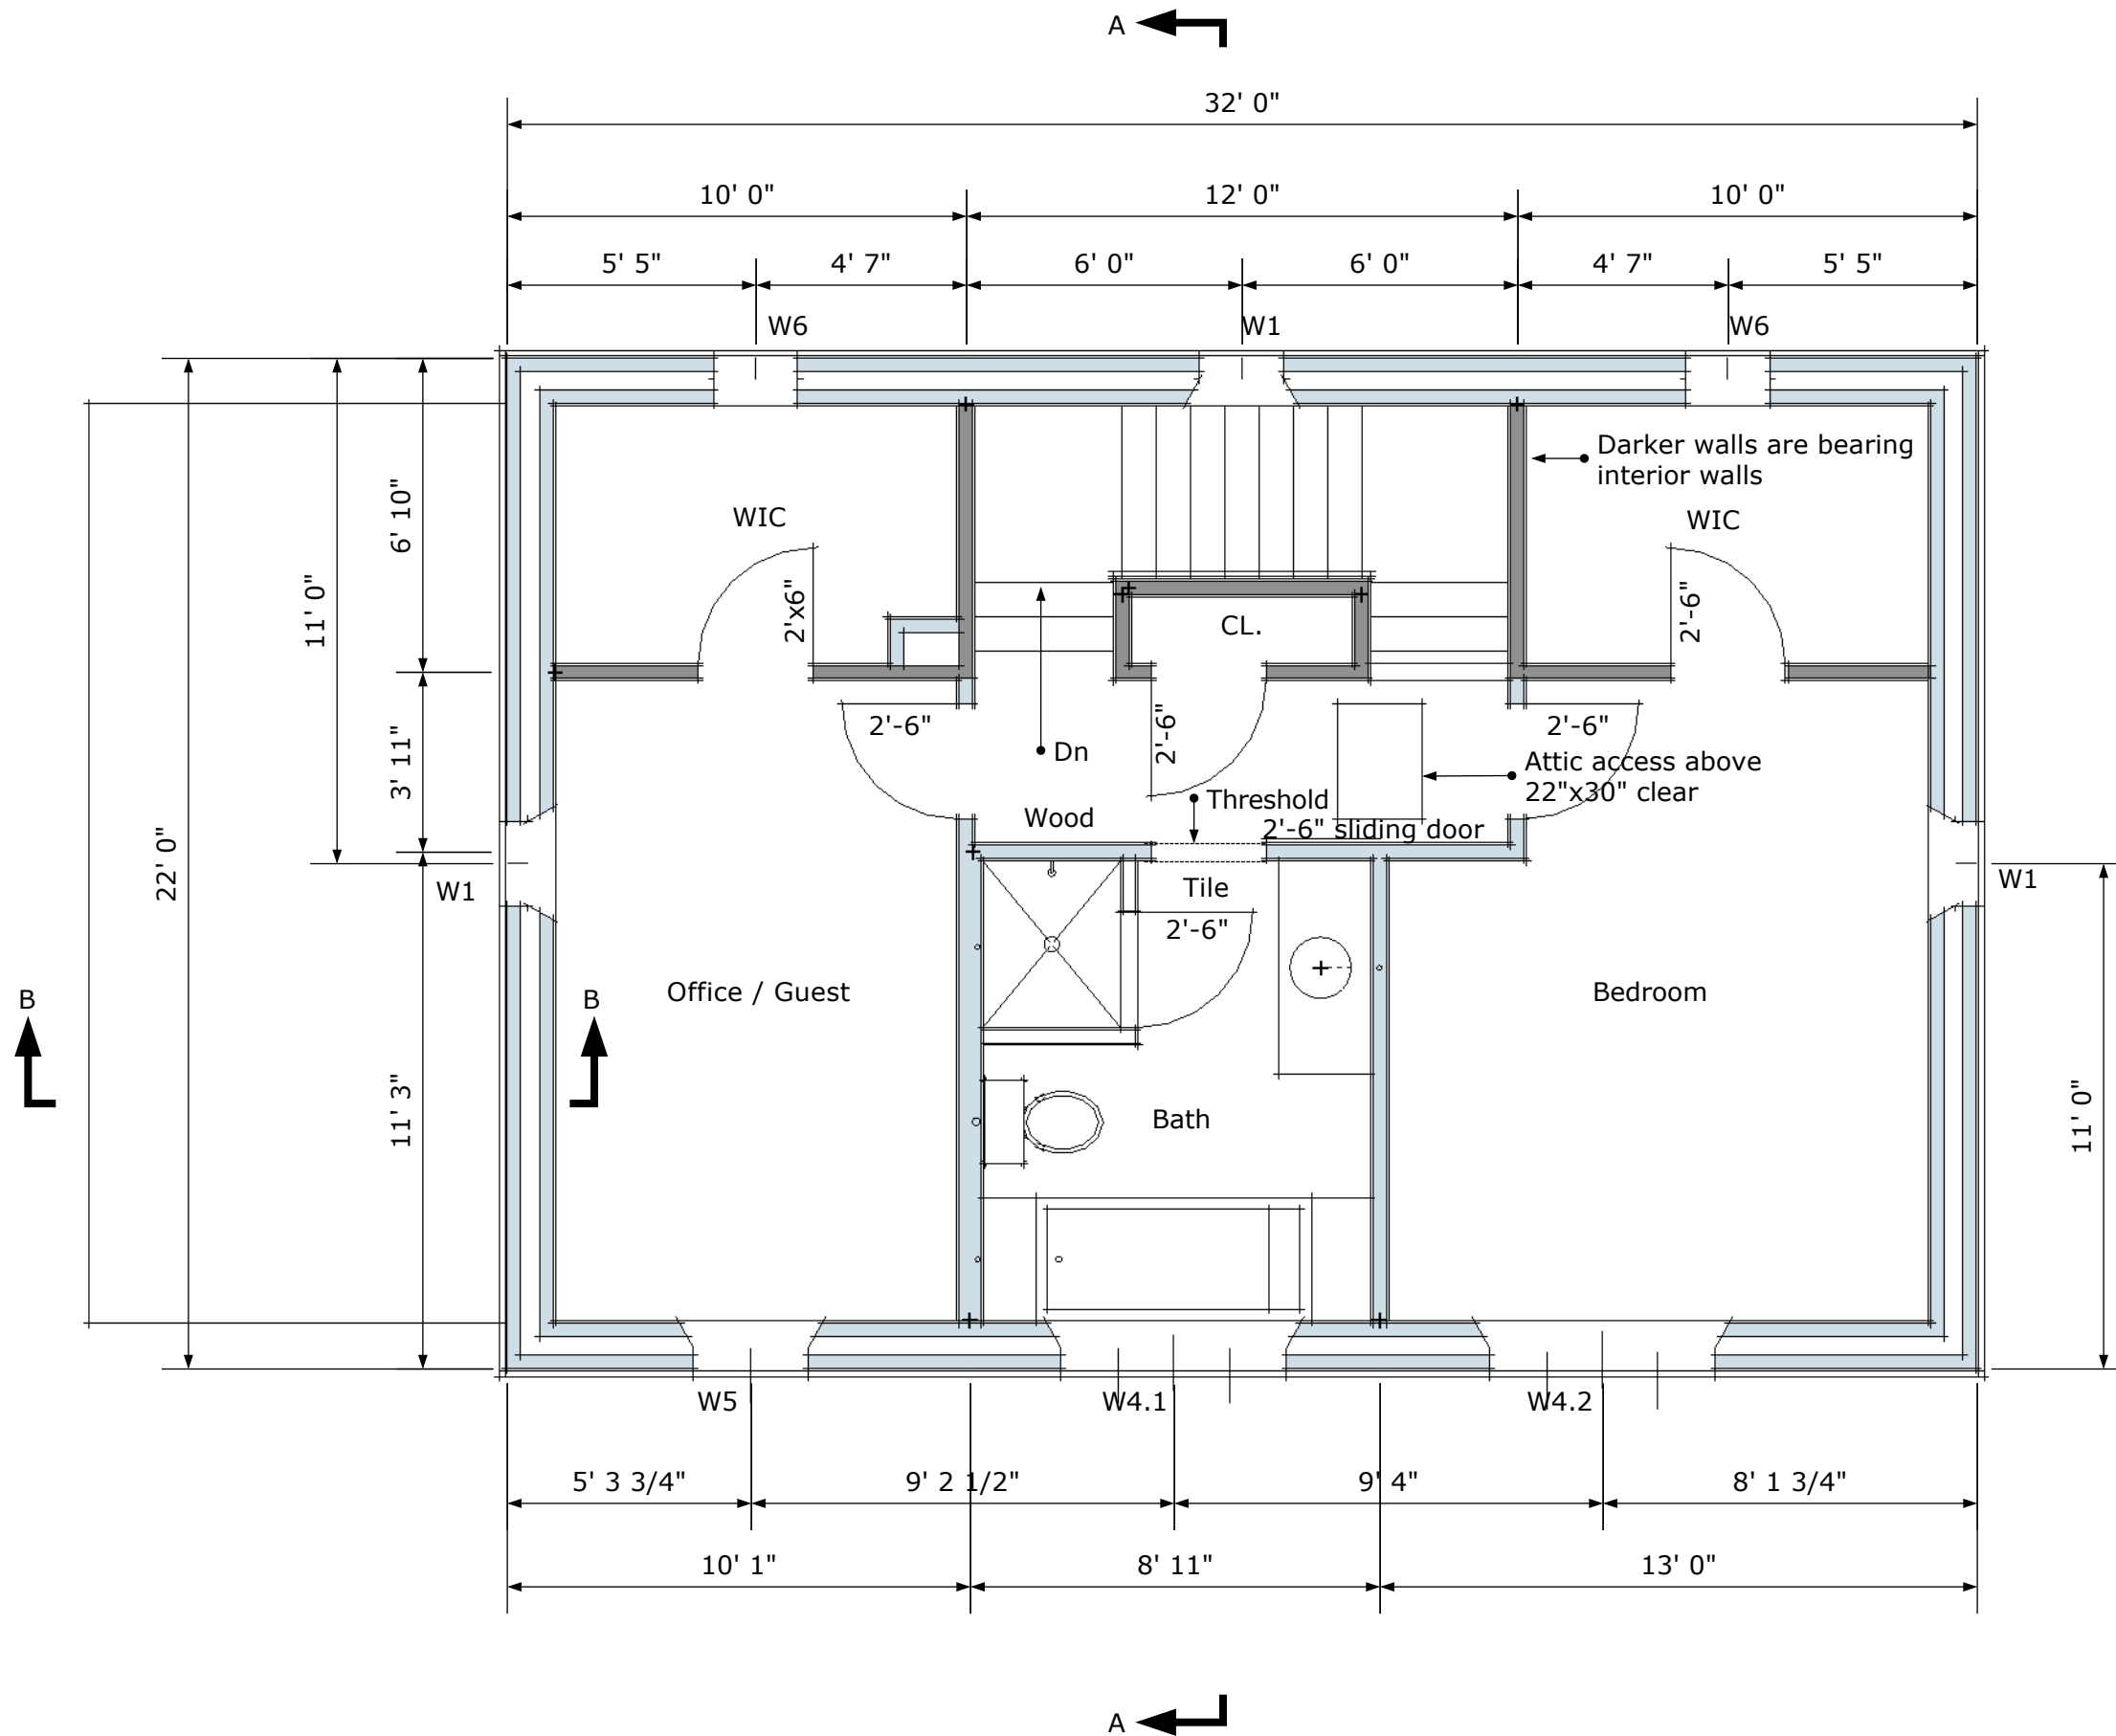 A
32' 0"
10' 0"
12' 0"
10' 0"
5' 5"
4' 7"
6' 0"
6' 0"
4' 7"
5' 5"
W6
W1
W6
Darker walls are bearing
interior walls
WIC
WIC
6' 10"
11' 0"
2'x6"
CL.
2'-6"
2'-6"
2'-6"
2'-6"
3' 11"
Dn
Attic access above
22"x30" clear
Threshold
Wood
2'-6" sliding door
22' 0"
W1
Tile
W1
2'-6"
Office / Guest
Bedroom
B
B
11' 3"
Bath
11' 0"
W5
W4.1
W4.2
5' 3 3/4"
9' 2 1/2"
9' 4"
8' 1 3/4"
10' 1"
8' 11"
13' 0"
A